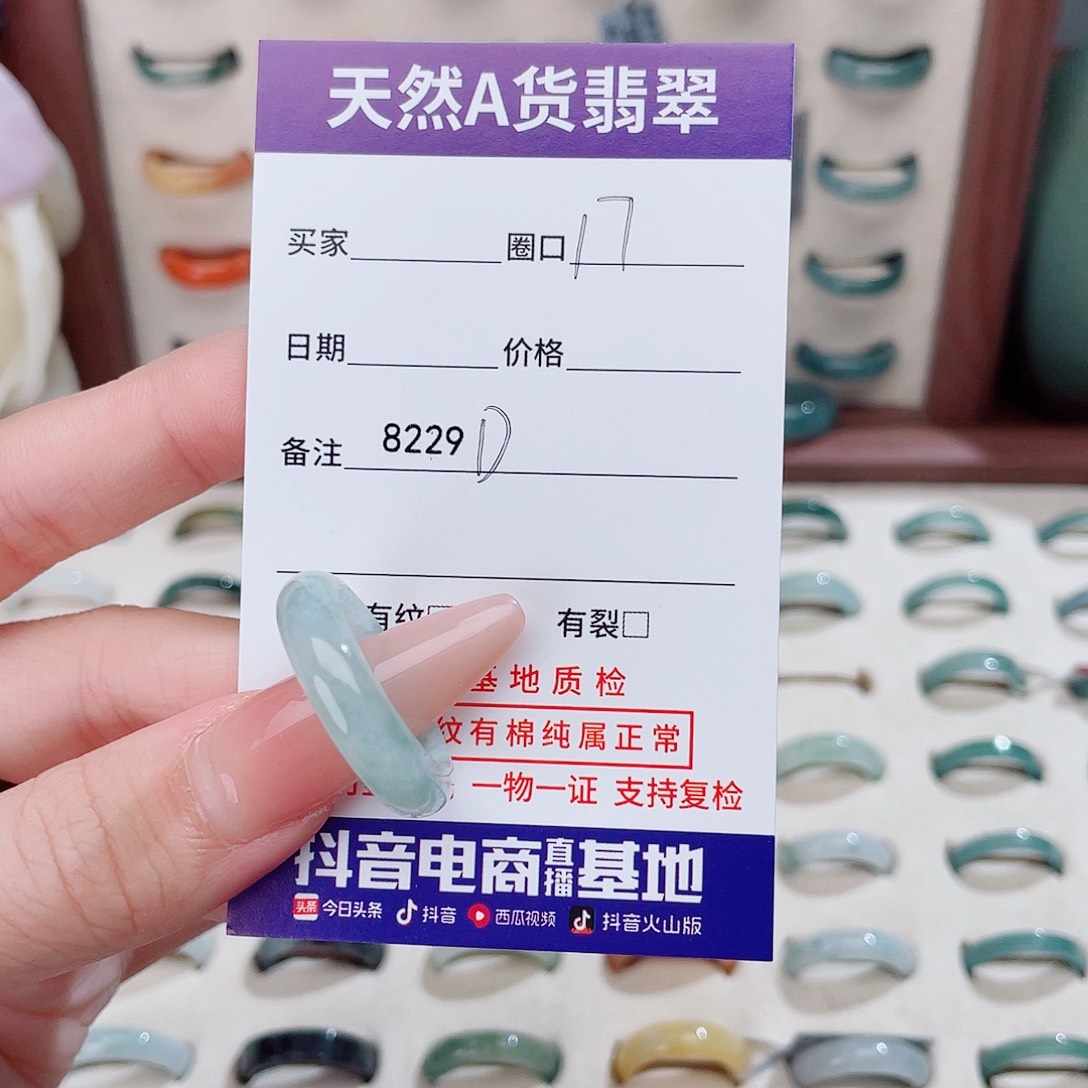 天然A货翡翠
买家 圈口 17
日期 价格
备注 8229 D
有纹 有裂
基地质检
纹有棉纯属正常
一物一证 支持复检
抖音电商直播基地
头条 今日头条 抖音 西瓜视频 抖音火山版